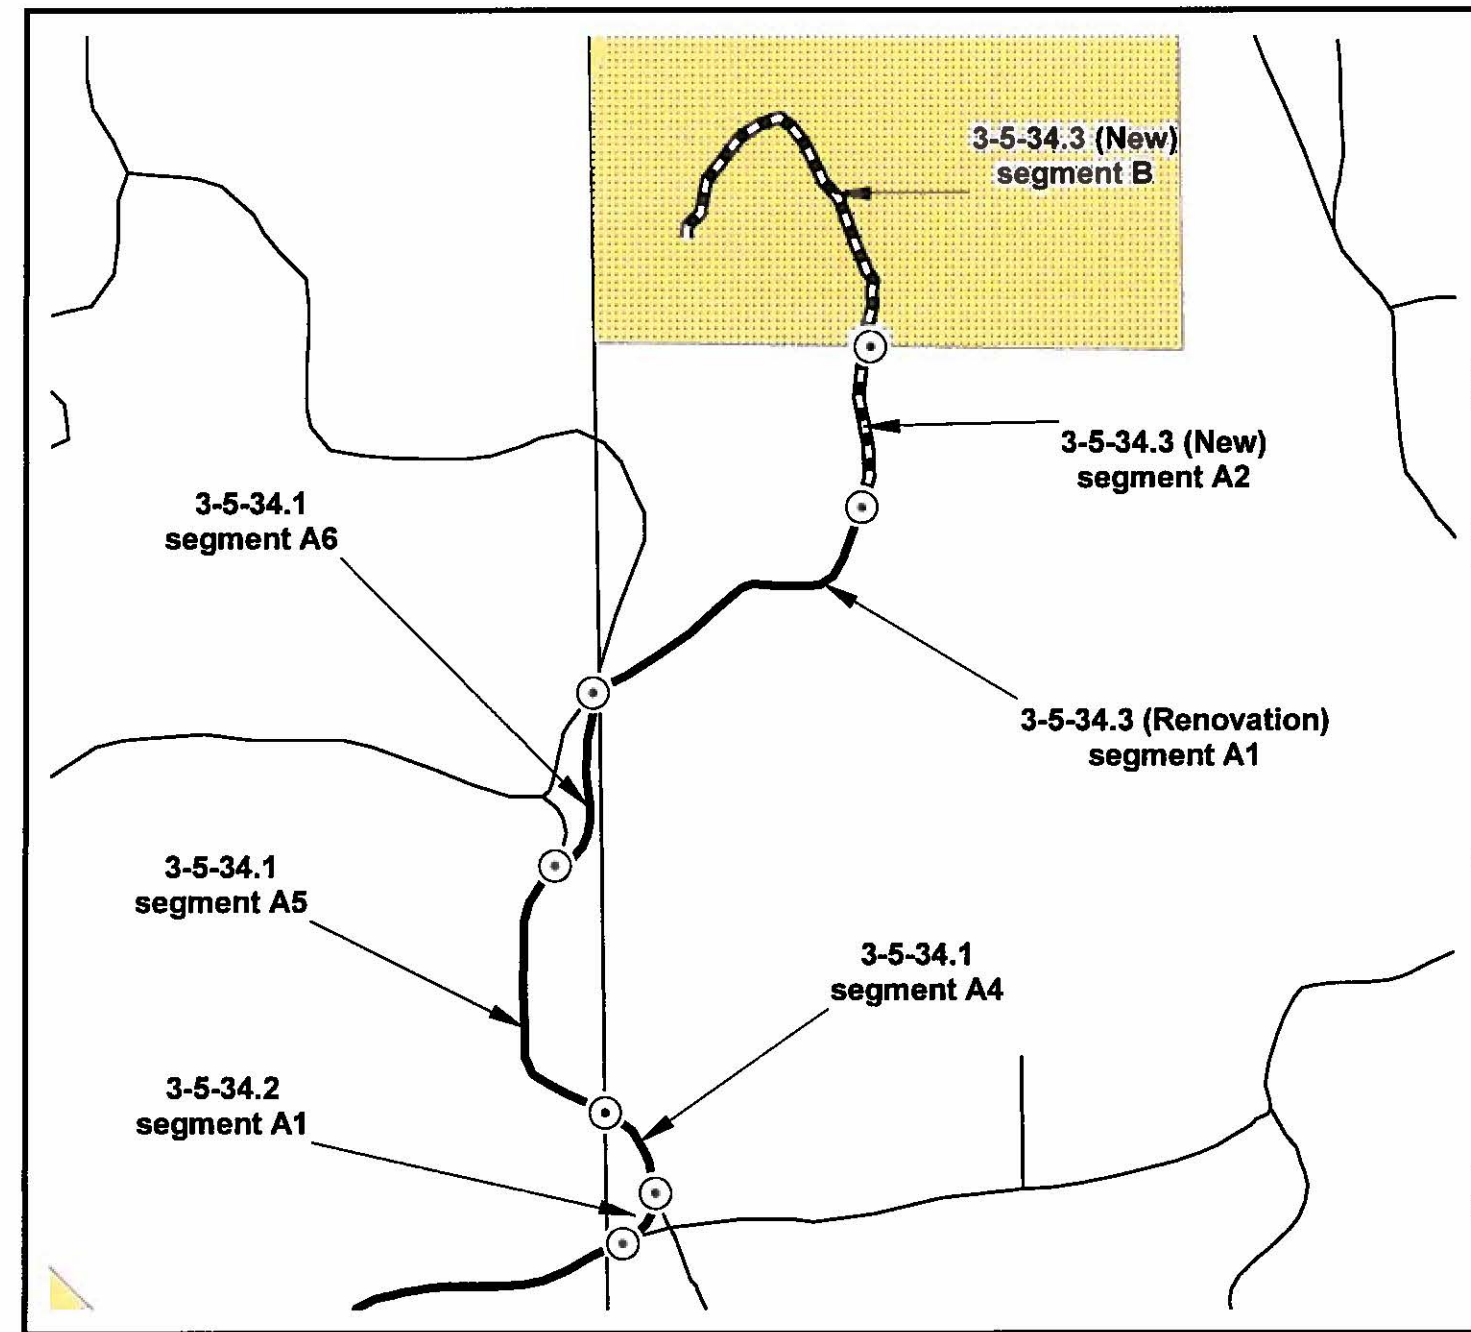 3-5-34.3 (New)
segment B
3-5-34.3 (New)
segment A2
3-5-34.1
segment A6
3-5-34.3 (Renovation)
segment A1
3-5-34.1
segment A5
3-5-34.1
segment A4
3-5-34.2
segment A1